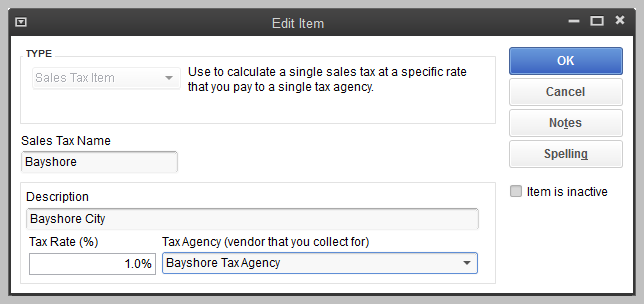 Edit Item
TYPE
Sales Tax Item
Use to calculate a single sales tax at a specific rate
that you pay to a single tax agency.
OK
Cancel
Notes
Spelling
Item is inactive
Sales Tax Name
Bayshore
Description
Bayshore City
Tax Rate (%)
Tax Agency (vendor that you collect for)
1.0%
Bayshore Tax Agency